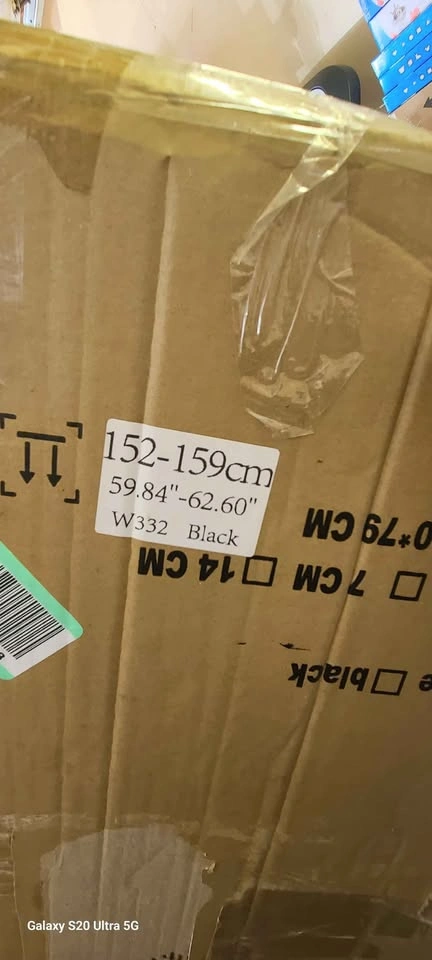 152-159cm
59.84"-62.60"
W332 Black
0*79 CM
7 CM
14 CM
black
Galaxy S20 Ultra 5G